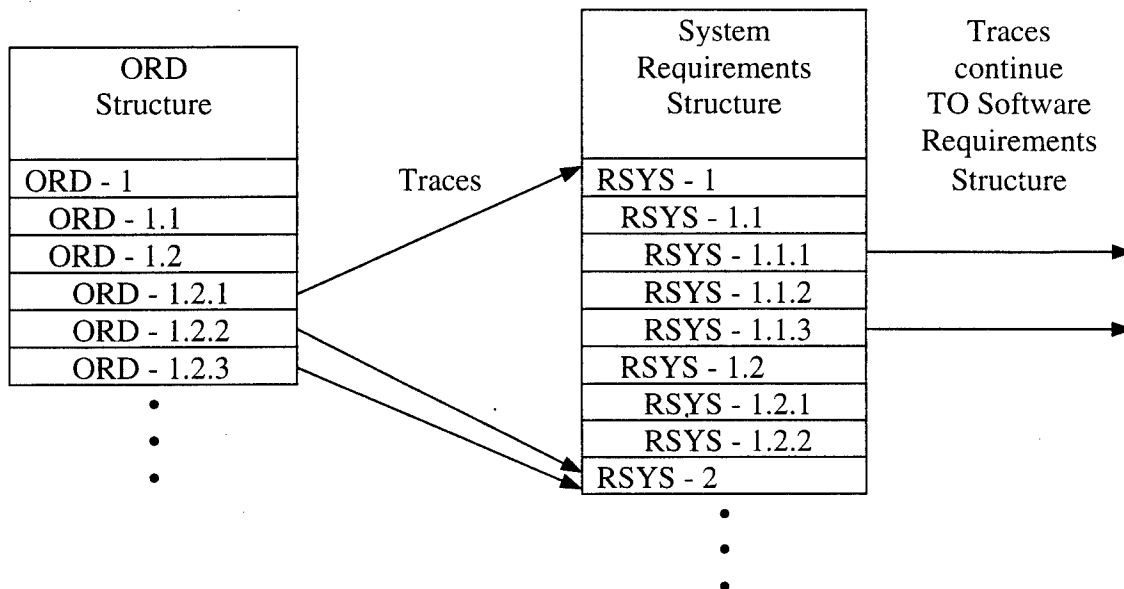 ORD
Structure
ORD - 1
ORD - 1.1
ORD - 1.2
ORD - 1.2.1
ORD - 1.2.2
ORD - 1.2.3
Traces
System
Requirements
Structure
RSYS - 1
RSYS - 1.1
RSYS - 1.1.1
RSYS - 1.1.2
RSYS - 1.1.3
RSYS - 1.2
RSYS - 1.2.1
RSYS - 1.2.2
RSYS - 2
Traces
continue
TO Software
Requirements
Structure